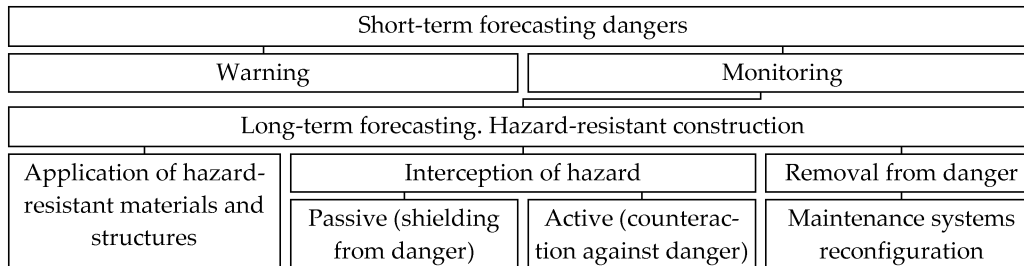 Short-term forecasting dangers
Warning
Monitoring
Long-term forecasting. Hazard-resistant construction
Application of hazard-
resistant materials and
structures
Interception of hazard
Passive (shielding
from danger)
Active (counterac-
tion against danger)
Removal from danger
Maintenance systems
reconfiguration